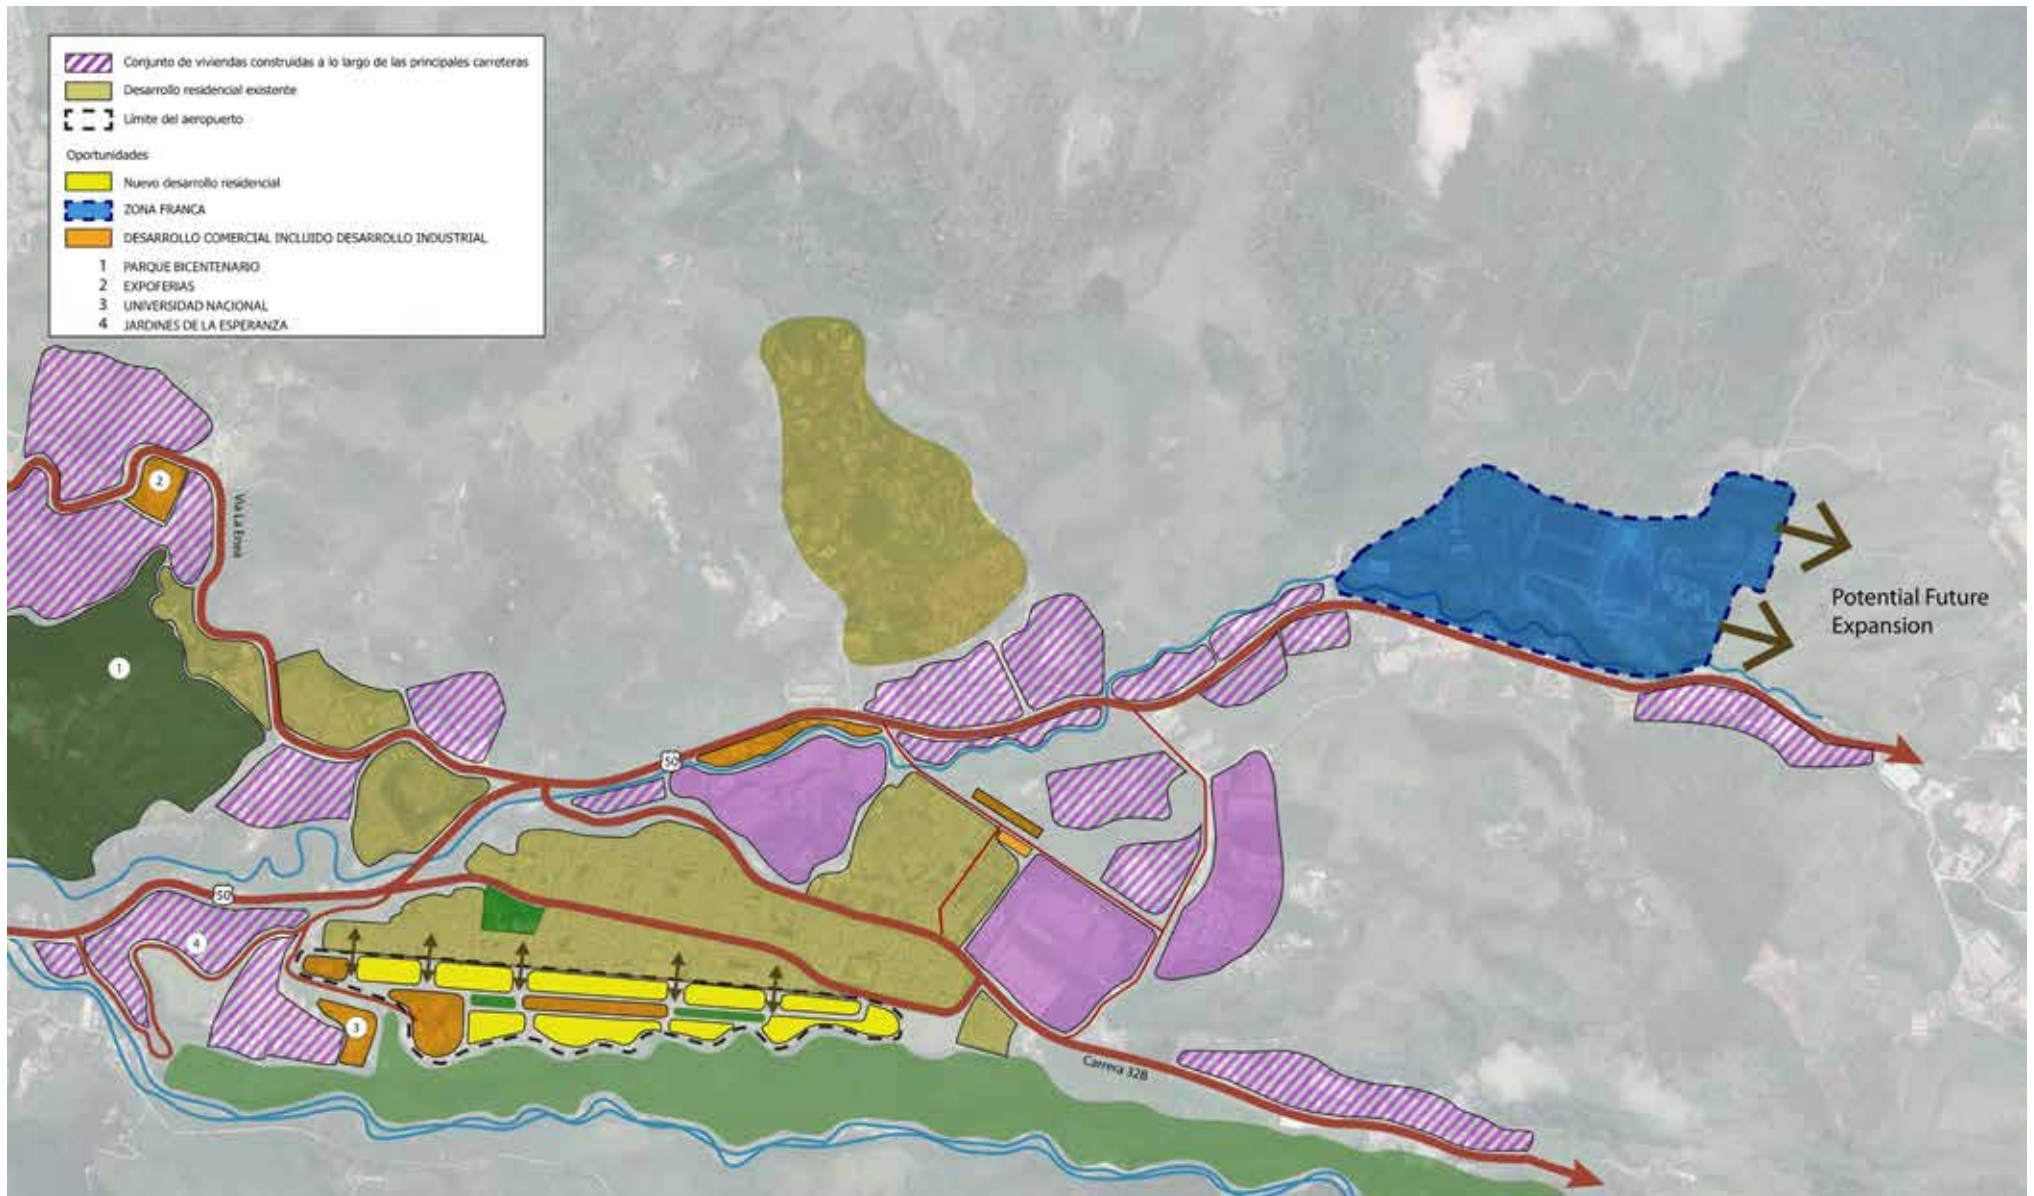 Conjunto de viviendas construidas a lo largo de las principales carreteras
Desarrollo residencial existente
Límite del aeropuerto
Oportunidades
Nuevo desarrollo residencial
ZONA FRANCA
DESARROLLO COMERCIAL INCLUIDO DESARROLLO INDUSTRIAL
1 PARQUE BICENTENARIO
2 EXPOFERIAS
3 UNIVERSIDAD NACIONAL
4 JARDINES DE LA ESPERANZA
2
Via La Enea
Potential Future
Expansion
1
50
50
4
3
Carrera 32B